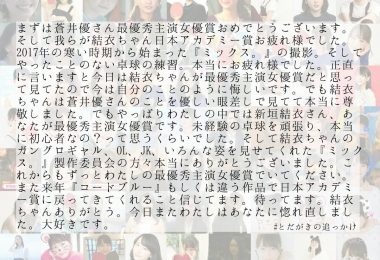 まずは蒼井優さん最優秀主演女優賞おめでとうございます。
そして我らが結衣ちゃん日本アカデミー賞お疲れ様でした。
2017年の寒い時期から始まった『ミックス。』の撮影。そして
やったことのない卓球の練習。本当にお疲れ様でした。正直
に言いますと今日は結衣ちゃんが最優秀主演女優賞だと思っ
て見てたので今は自分のことのように悔しいです。でも結衣
ちゃんは蒼井優さんのことを優しい眼差しで見てて本当に尊
敬しました。でもやっぱりわたしの中では新垣結衣さん、あ
なたが最優秀主演女優賞です。未経験の卓球を頑張り、本当
に初心者なの？って思うくらいでした。そして結衣ちゃんの
ガングロギャル、OL、JK、いろんな姿を見せてくれた『ミック
ス。』製作委員会の方々本当にありがとうございました。こ
れからもずっとわたしの最優秀主演女優でいてください。
また来年『コードブルー』もしくは違う作品で日本アカデミ
ー賞に戻ってきてくれること信じてます。待ってます。結衣
ちゃんありがとう。今日またわたしはあなたに惚れ直しまし
た。大好きです。
#とだがきの追っかけ